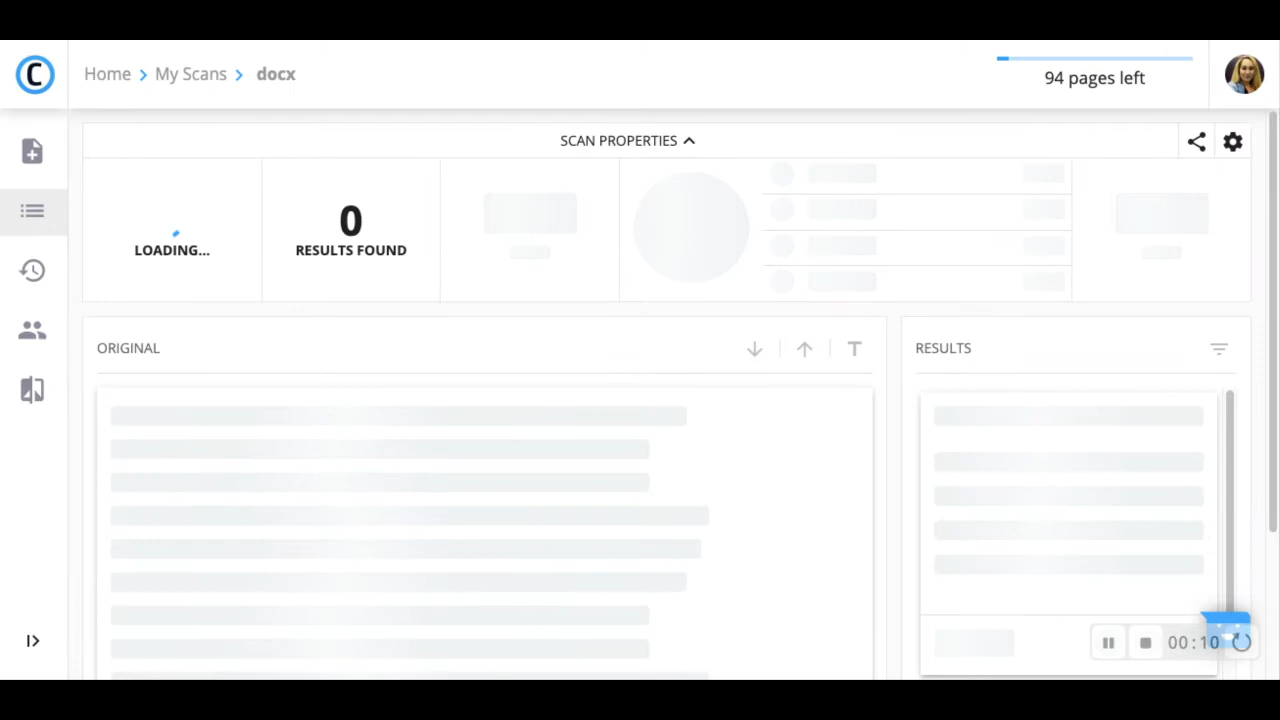 C
Home > My Scans > docx
94 pages left
SCAN PROPERTIES
LOADING...
0
RESULTS FOUND
ORIGINAL
T
RESULTS
00:10